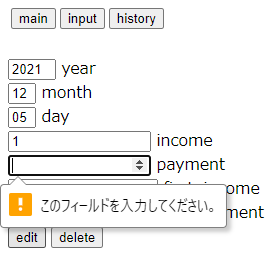 main input history
2021 year
12 month
05 day
1 income
payment
income
このフィールドを入力してください。 ment
edit delete